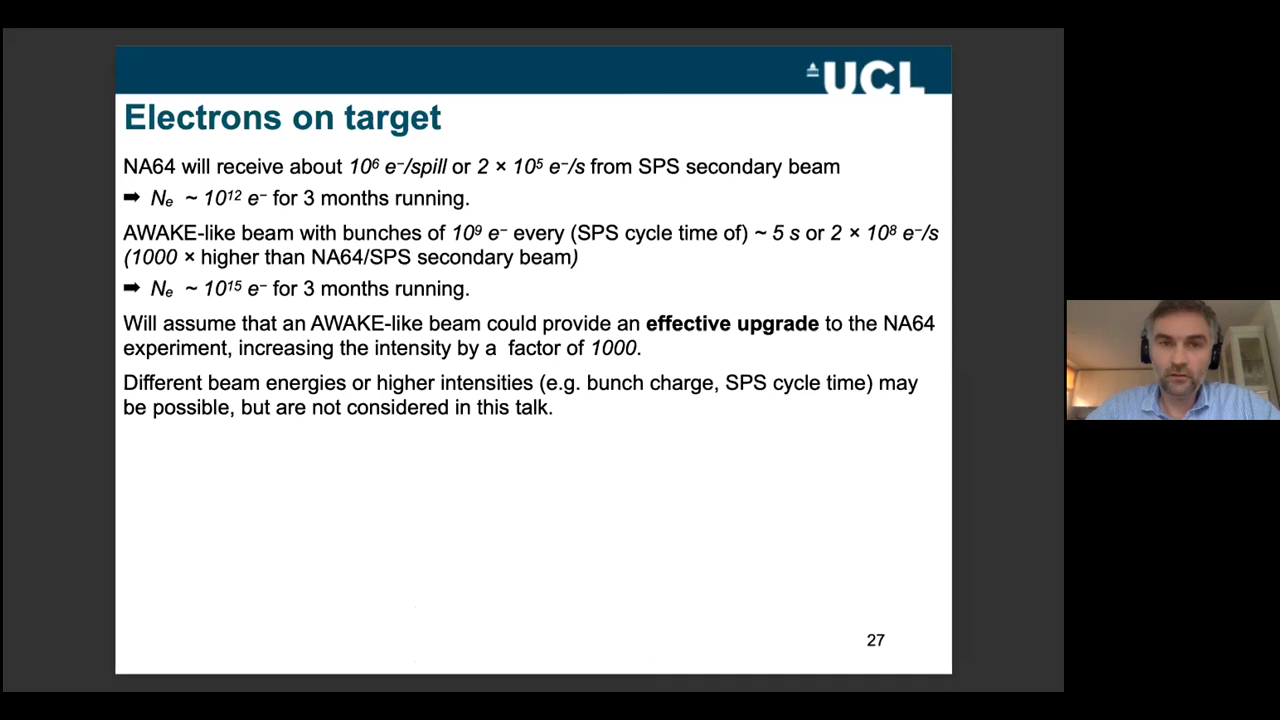 UCL
Electrons on target
NA64 will receive about 10⁶ e⁻/spill or 2 × 10⁵ e⁻/s from SPS secondary beam
➡ Nₑ ~ 10¹² e⁻ for 3 months running.
AWAKE-like beam with bunches of 10⁹ e⁻ every (SPS cycle time of) ~ 5 s or 2 × 10⁸ e⁻/s
(1000 × higher than NA64/SPS secondary beam)
➡ Nₑ ~ 10¹⁵ e⁻ for 3 months running.
Will assume that an AWAKE-like beam could provide an effective upgrade to the NA64
experiment, increasing the intensity by a factor of 1000.
Different beam energies or higher intensities (e.g. bunch charge, SPS cycle time) may
be possible, but are not considered in this talk.
27